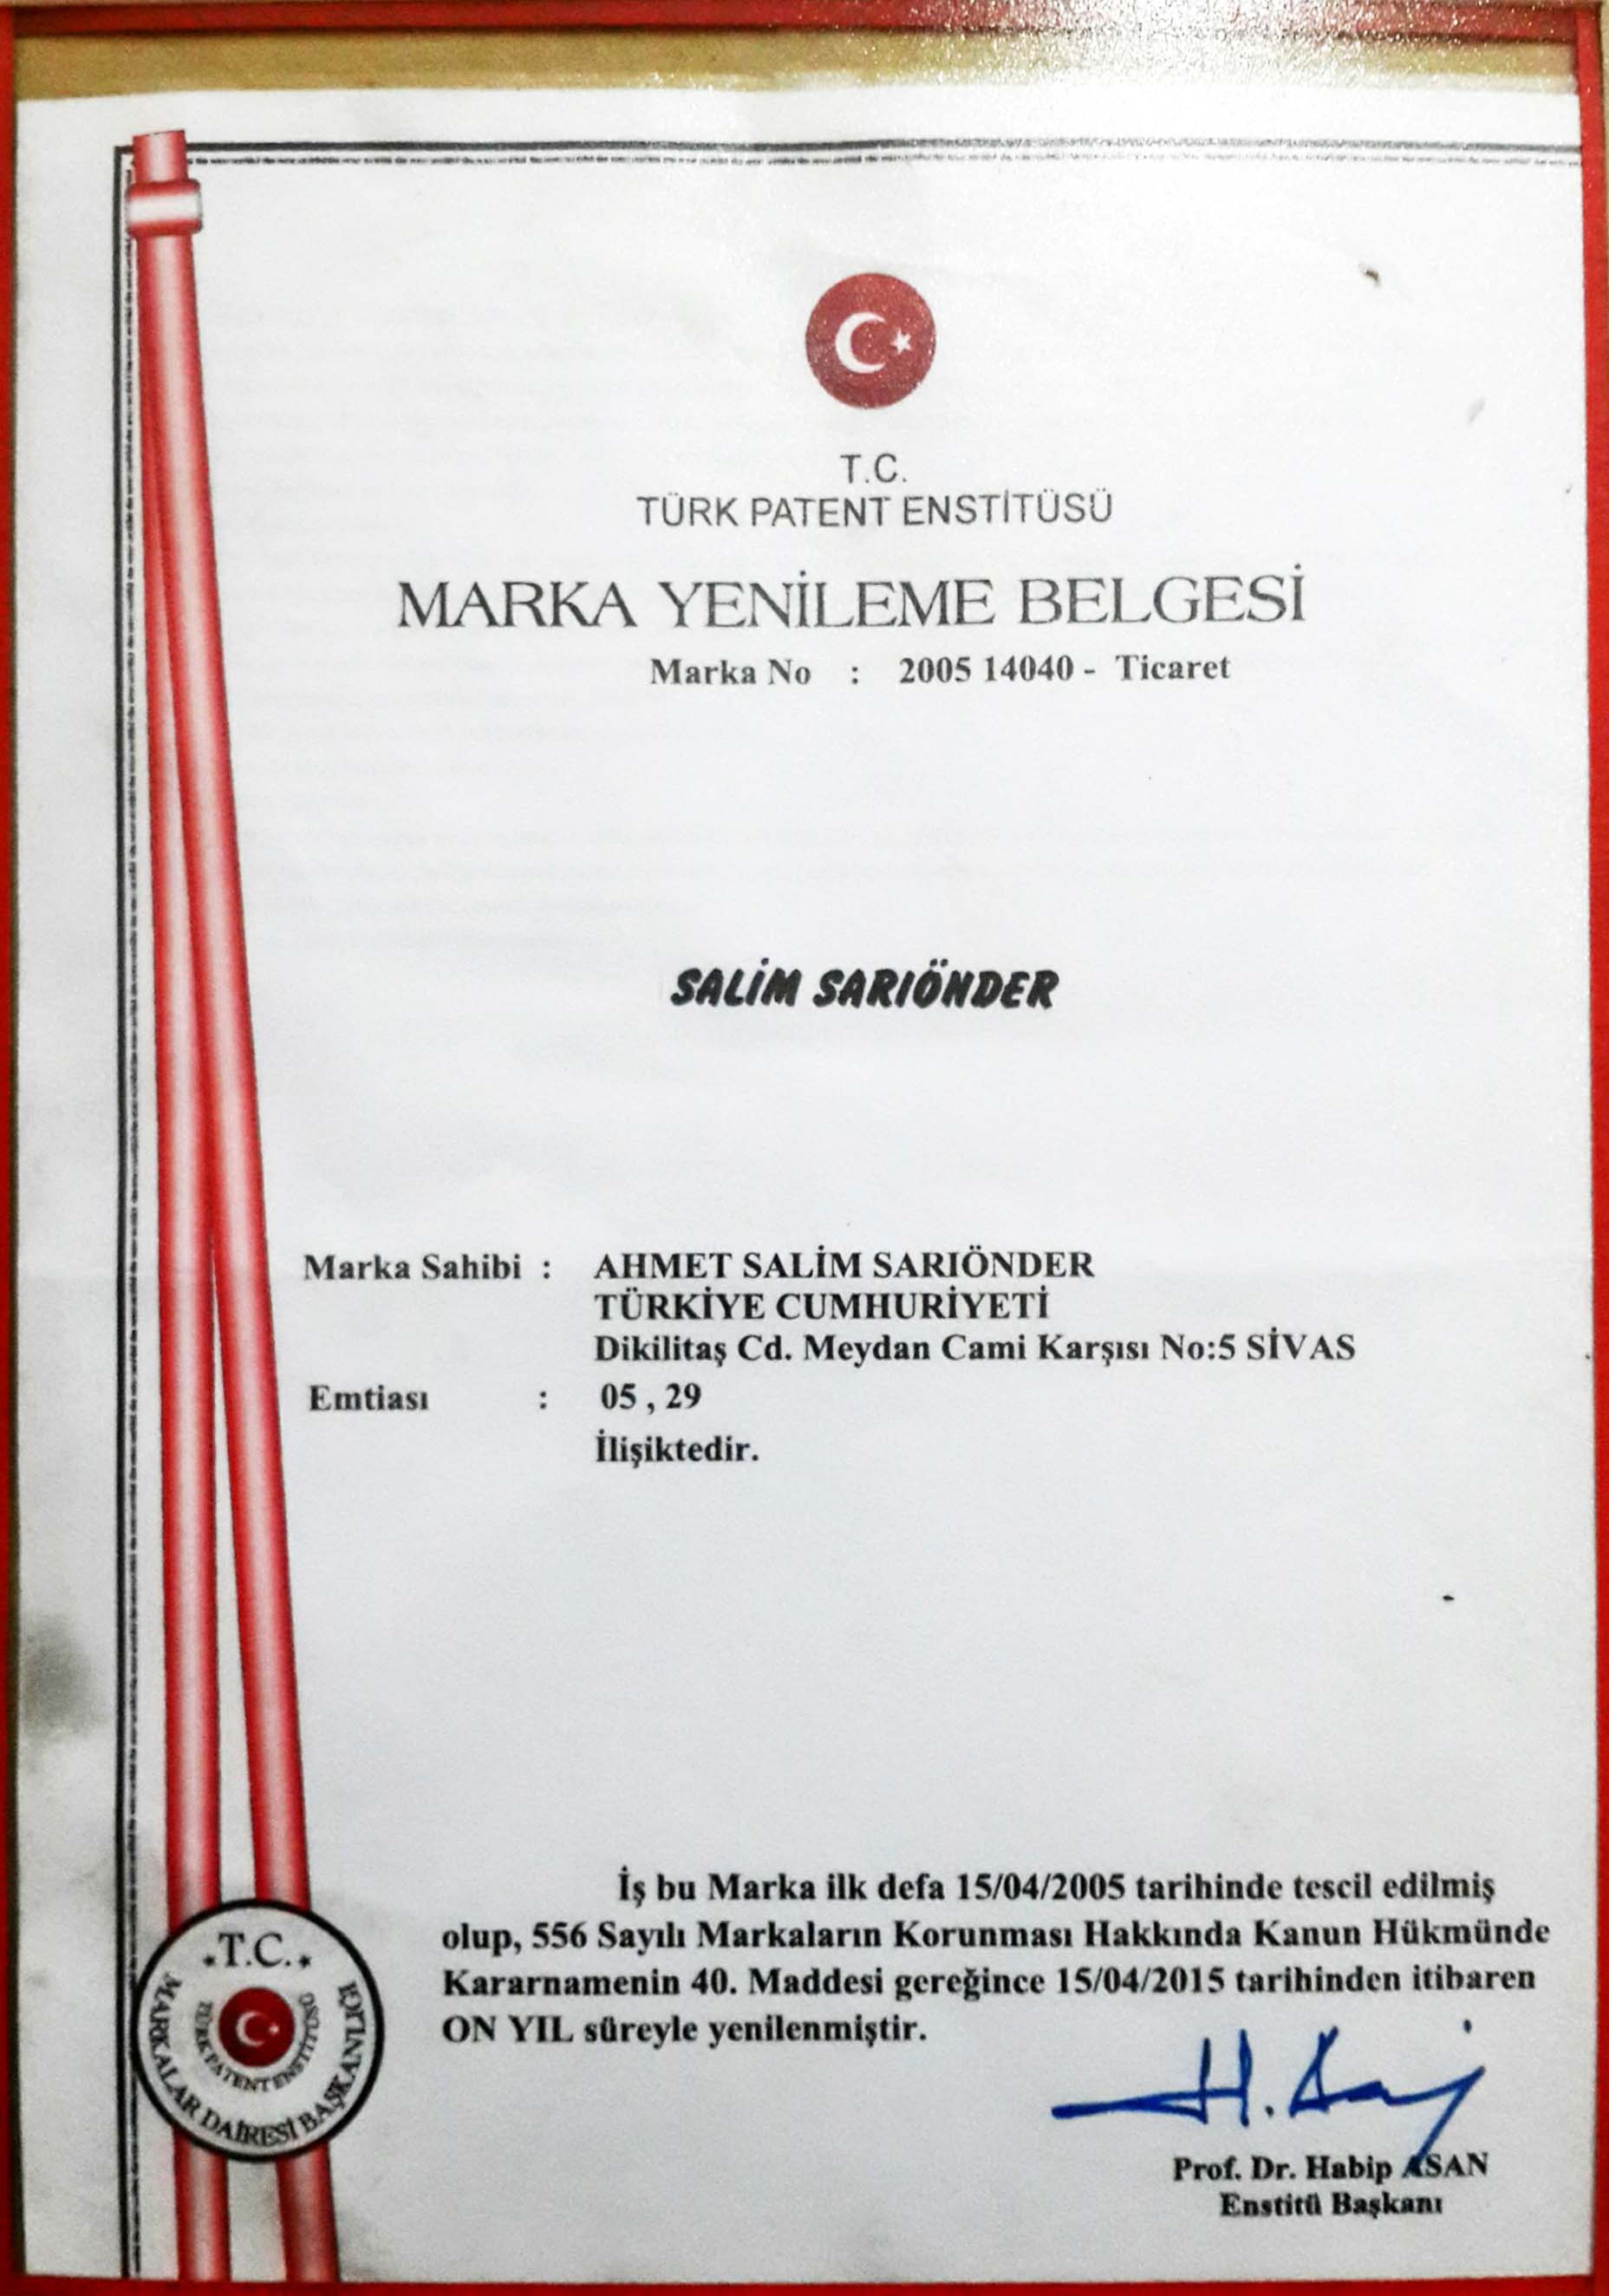 T.C.
TÜRK PATENT ENSTİTÜSÜ
MARKA YENİLEME BELGESİ
Marka No : 2005 14040 - Ticaret
SALİM SARIÖNDER
Marka Sahibi : AHMET SALİM SARIÖNDER
TÜRKİYE CUMHURİYETİ
Dikilitaş Cd. Meydan Cami Karşısı No:5 SİVAS
Emtiası : 05 , 29
İlişiktedir.
İş bu Marka ilk defa 15/04/2005 tarihinde tescil edilmiş
olup, 556 Sayılı Markaların Korunması Hakkında Kanun Hükmünde
Kararnamenin 40. Maddesi gereğince 15/04/2015 tarihinden itibaren
ON YIL süreyle yenilenmiştir.
H. Asan
Prof. Dr. Habip ASAN
Enstitü Başkanı
T.C.
TÜRK PATENT ENSTİTÜSÜ
MARKALAR DAİRESİ BAŞKANLIĞI